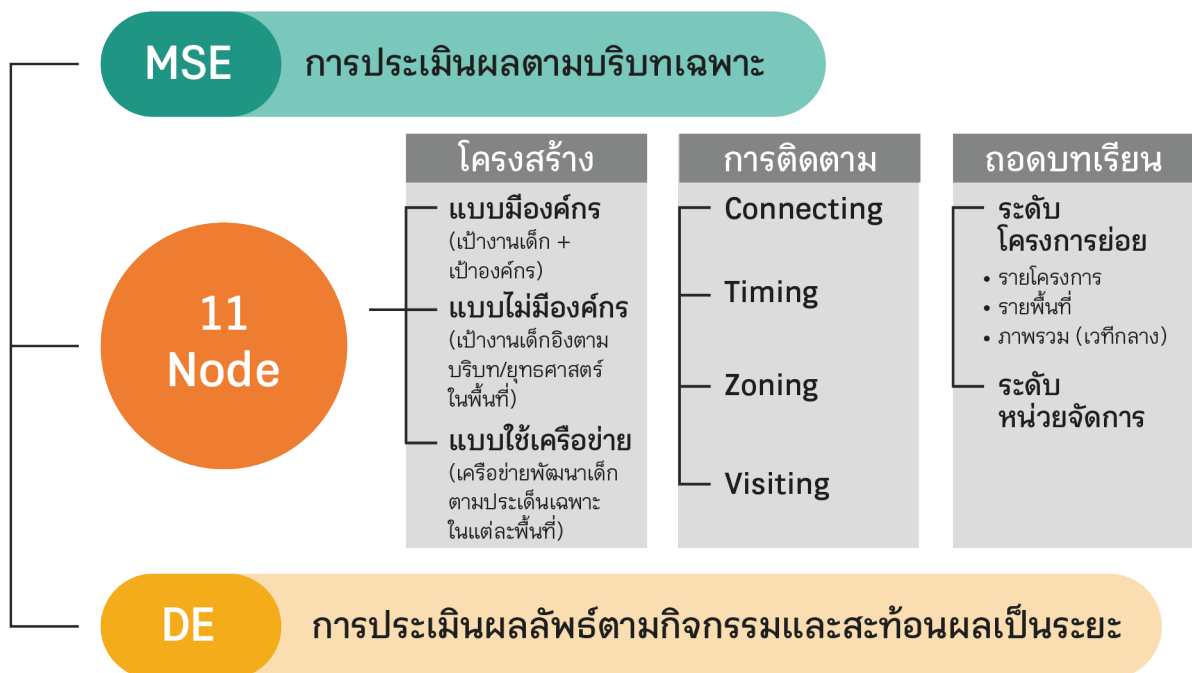 MSE การประเมินผลตามบริบทเฉพาะ
11
Node
โครงสร้าง
แบบมีองค์กร
(เป้างานเด็ก +
เป้าองค์กร)
แบบไม่มีองค์กร
(เป้างานเด็กอิงตาม
บริบท/ยุทธศาสตร์
ในพื้นที่)
แบบใช้เครือข่าย
(เครือข่ายพัฒนาเด็ก
ตามประเด็นเฉพาะ
ในแต่ละพื้นที่)
การติดตาม
Connecting
Timing
Zoning
Visiting
ถอดบทเรียน
ระดับ
โครงการย่อย
• รายโครงการ
• รายพื้นที่
• ภาพรวม (เวทีกลาง)
ระดับ
หน่วยจัดการ
DE การประเมินผลลัพธ์ตามกิจกรรมและสะท้อนผลเป็นระยะ